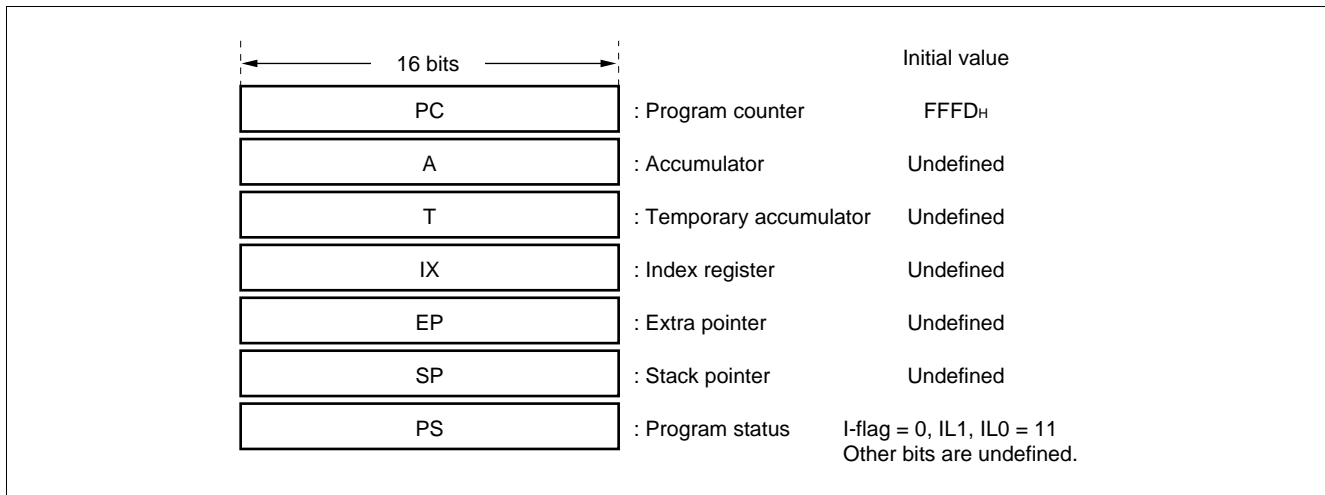 16 bits Initial value
PC : Program counter FFFDH
A : Accumulator Undefined
T : Temporary accumulator Undefined
IX : Index register Undefined
EP : Extra pointer Undefined
SP : Stack pointer Undefined
PS : Program status I-flag = 0, IL1, IL0 = 11
Other bits are undefined.